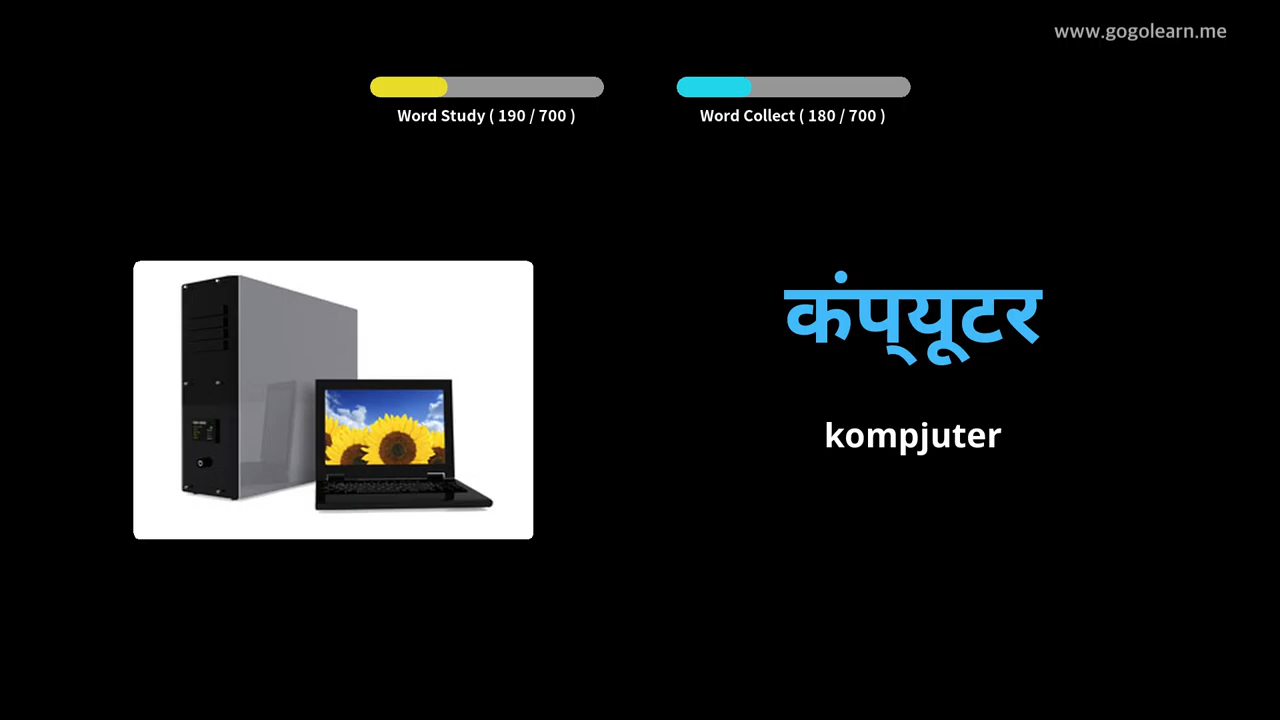 www.gogolearn.me
Word Study ( 190 / 700 )
Word Collect ( 180 / 700 )
कंप्‌यूटर
kompjuter